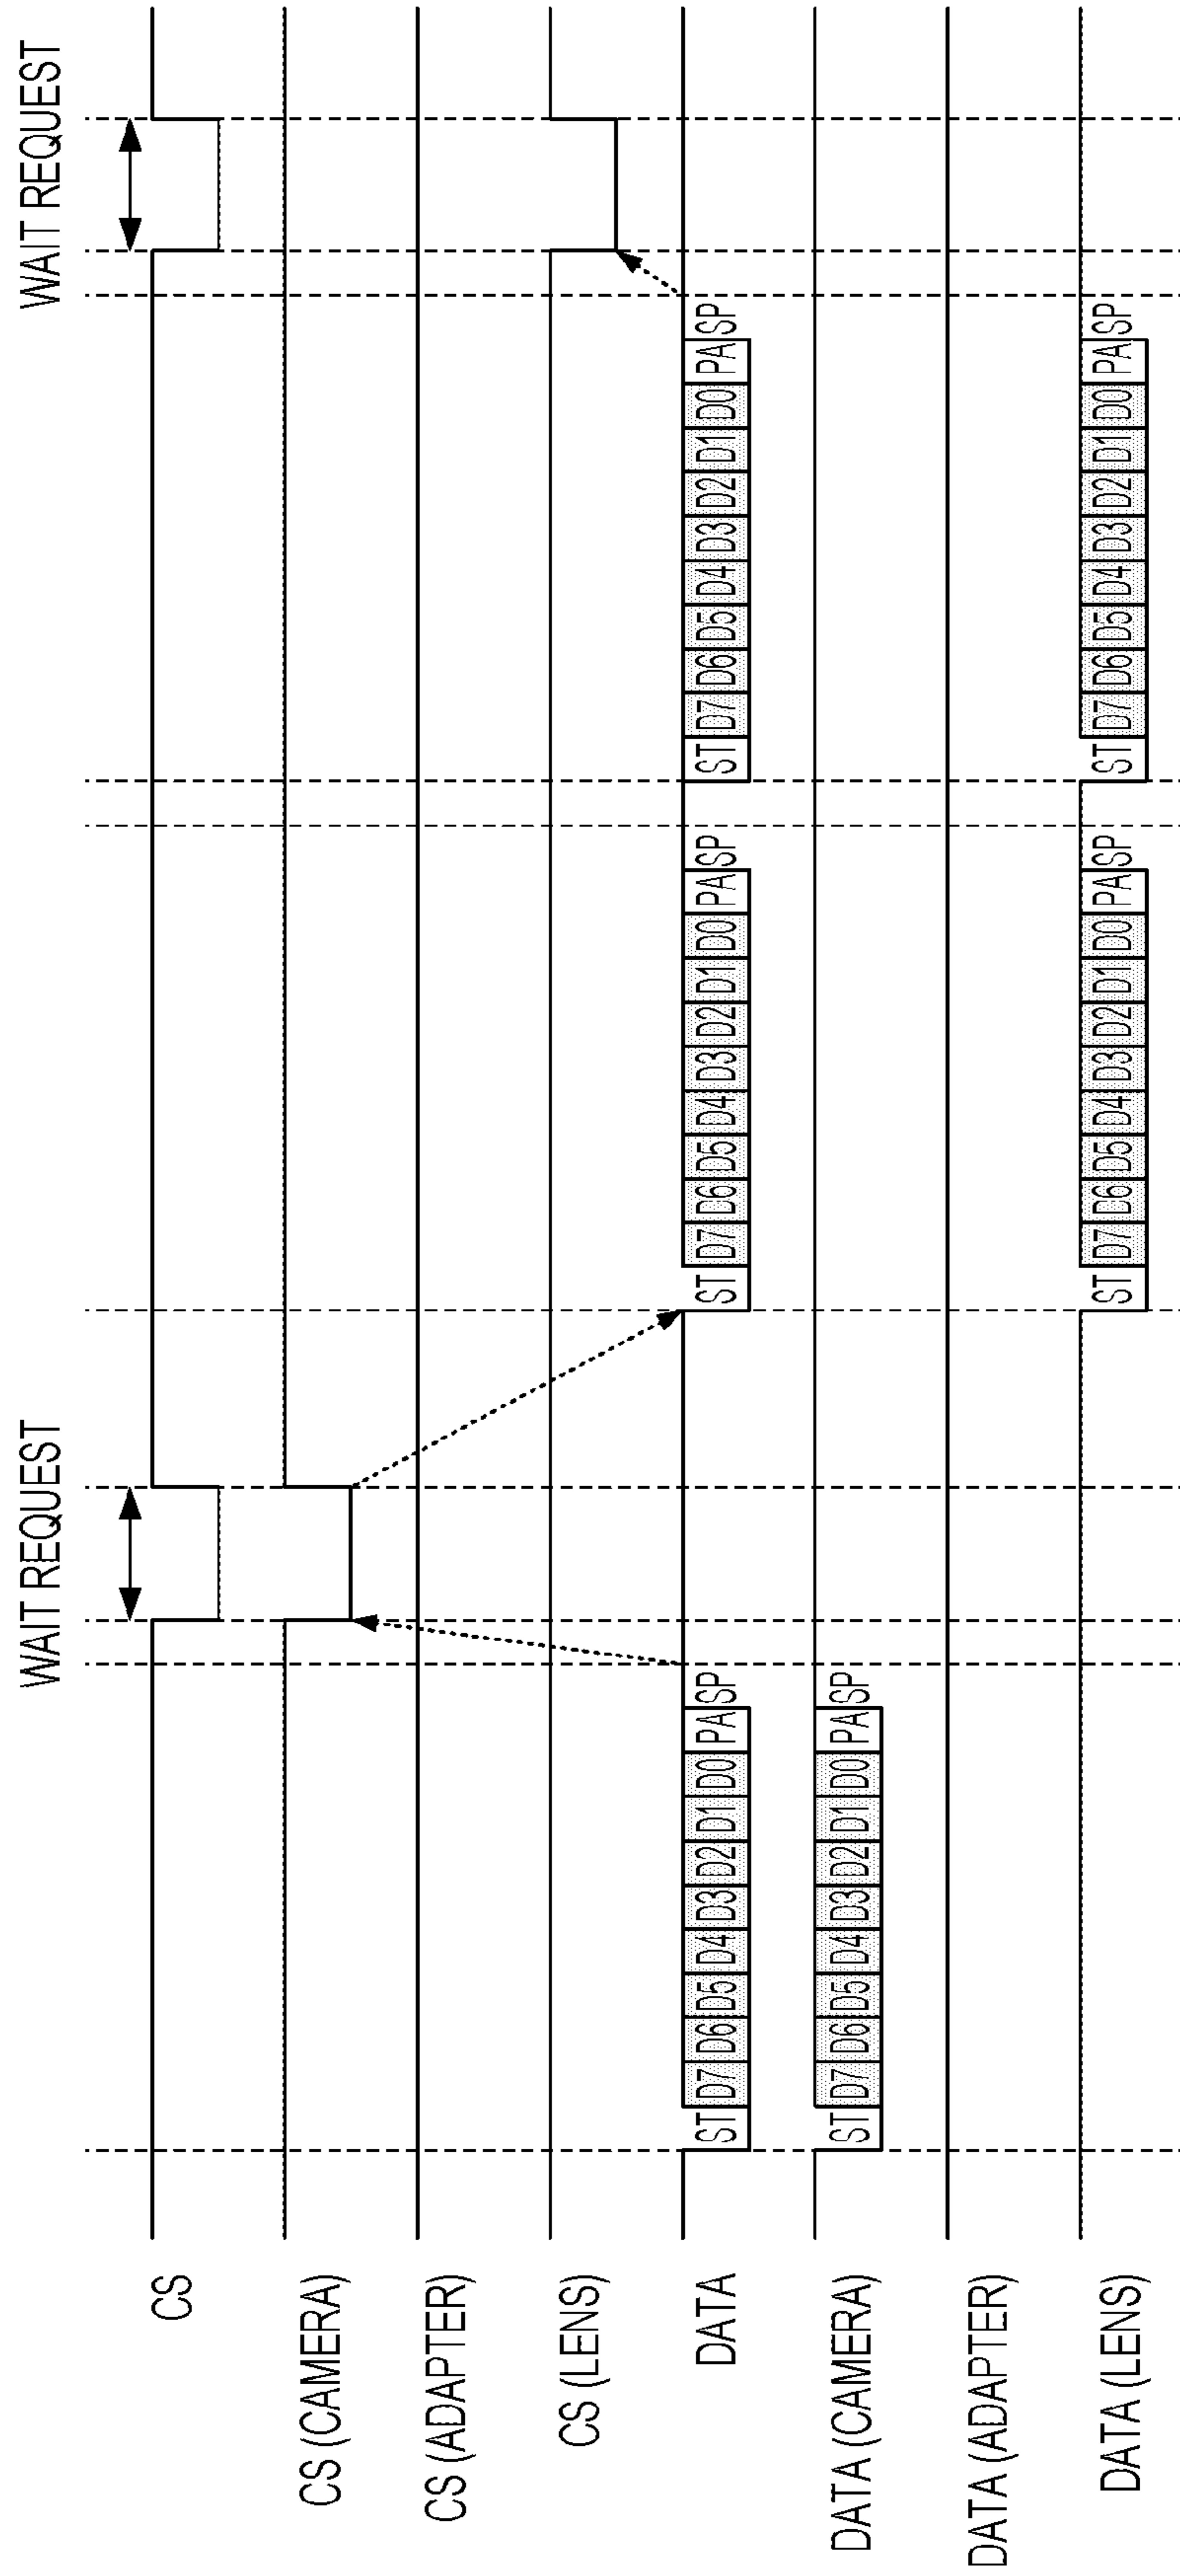 WAIT REQUEST WAIT REQUEST
CS
CS (CAMERA)
CS (ADAPTER)
CS (LENS)
DATA ST D7 D6 D5 D4 D3 D2 D1 D0 PA SP ST D7 D6 D5 D4 D3 D2 D1 D0 PA SP ST D7 D6 D5 D4 D3 D2 D1 D0 PA SP
DATA (CAMERA) ST D7 D6 D5 D4 D3 D2 D1 D0 PA SP
DATA (ADAPTER)
DATA (LENS) ST D7 D6 D5 D4 D3 D2 D1 D0 PA SP ST D7 D6 D5 D4 D3 D2 D1 D0 PA SP